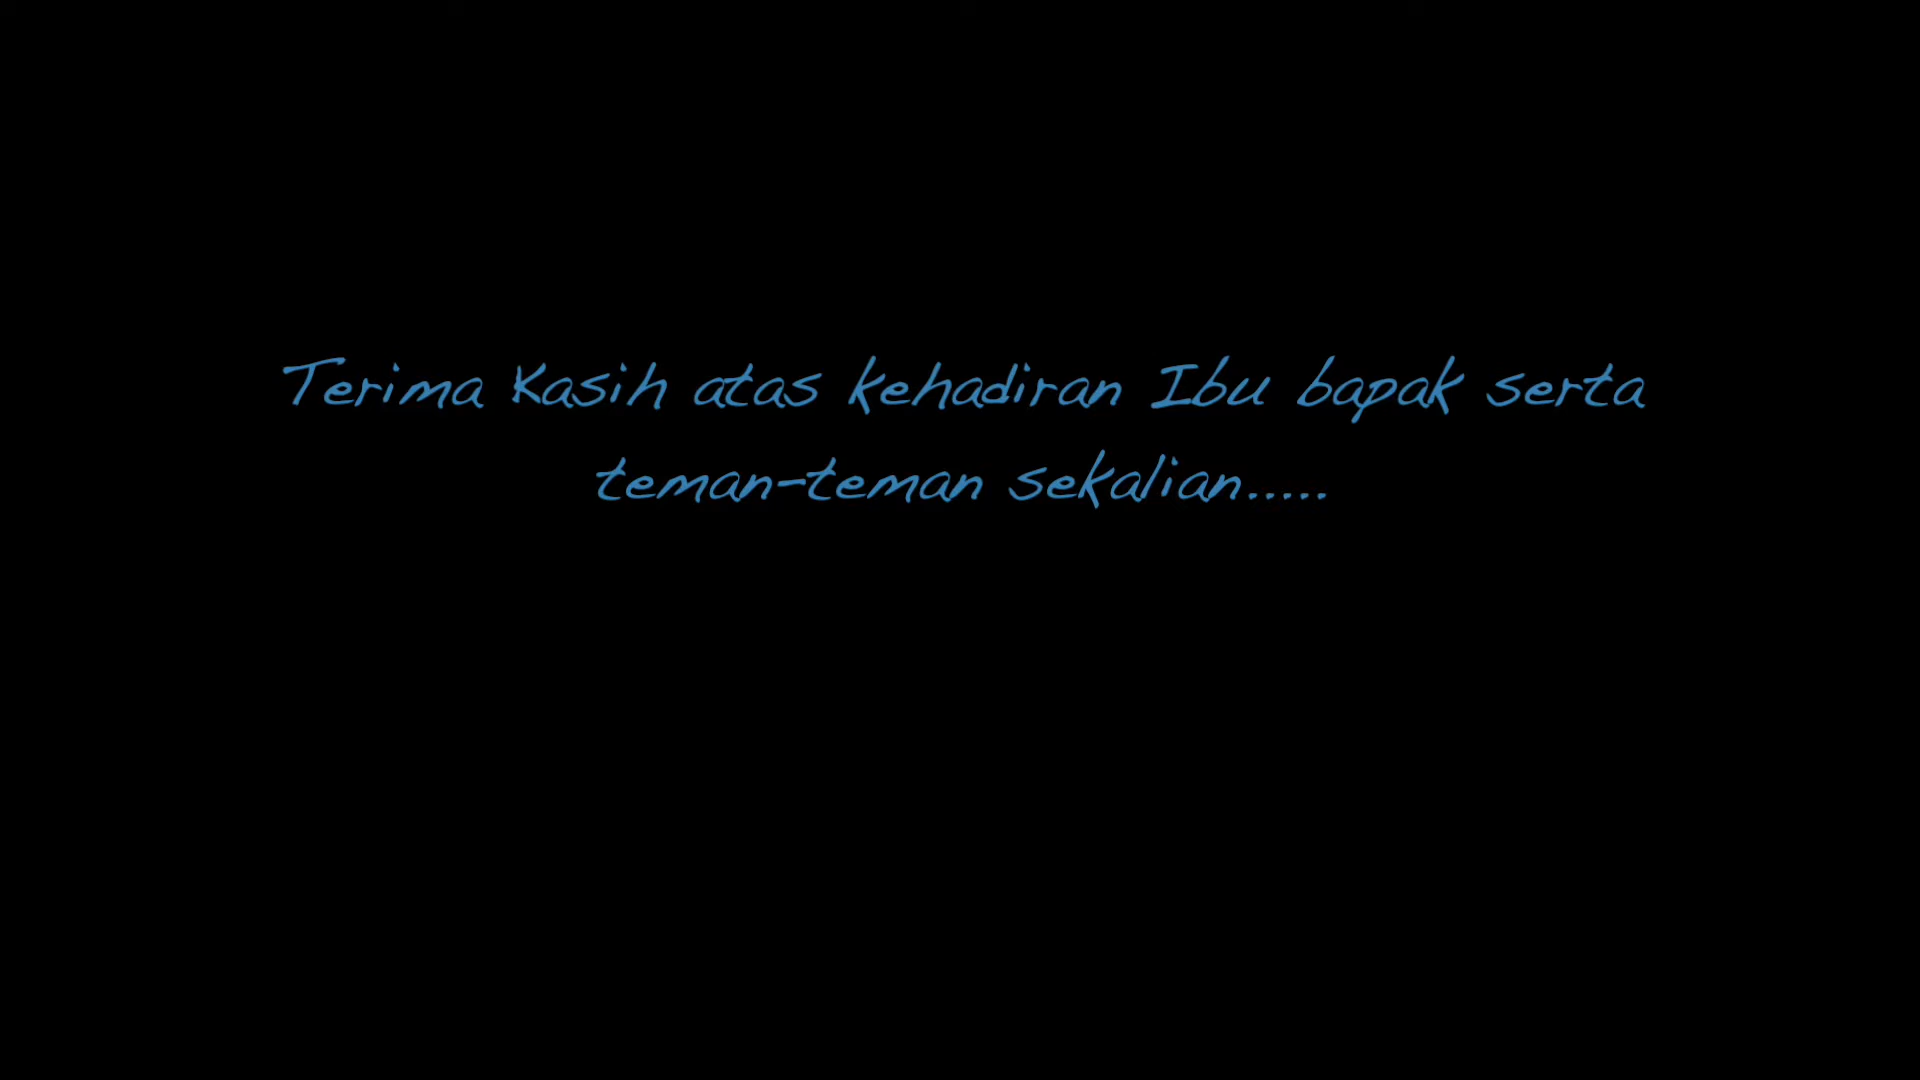 Terima Kasih atas kehadiran Ibu bapak serta
teman-teman sekalian.....